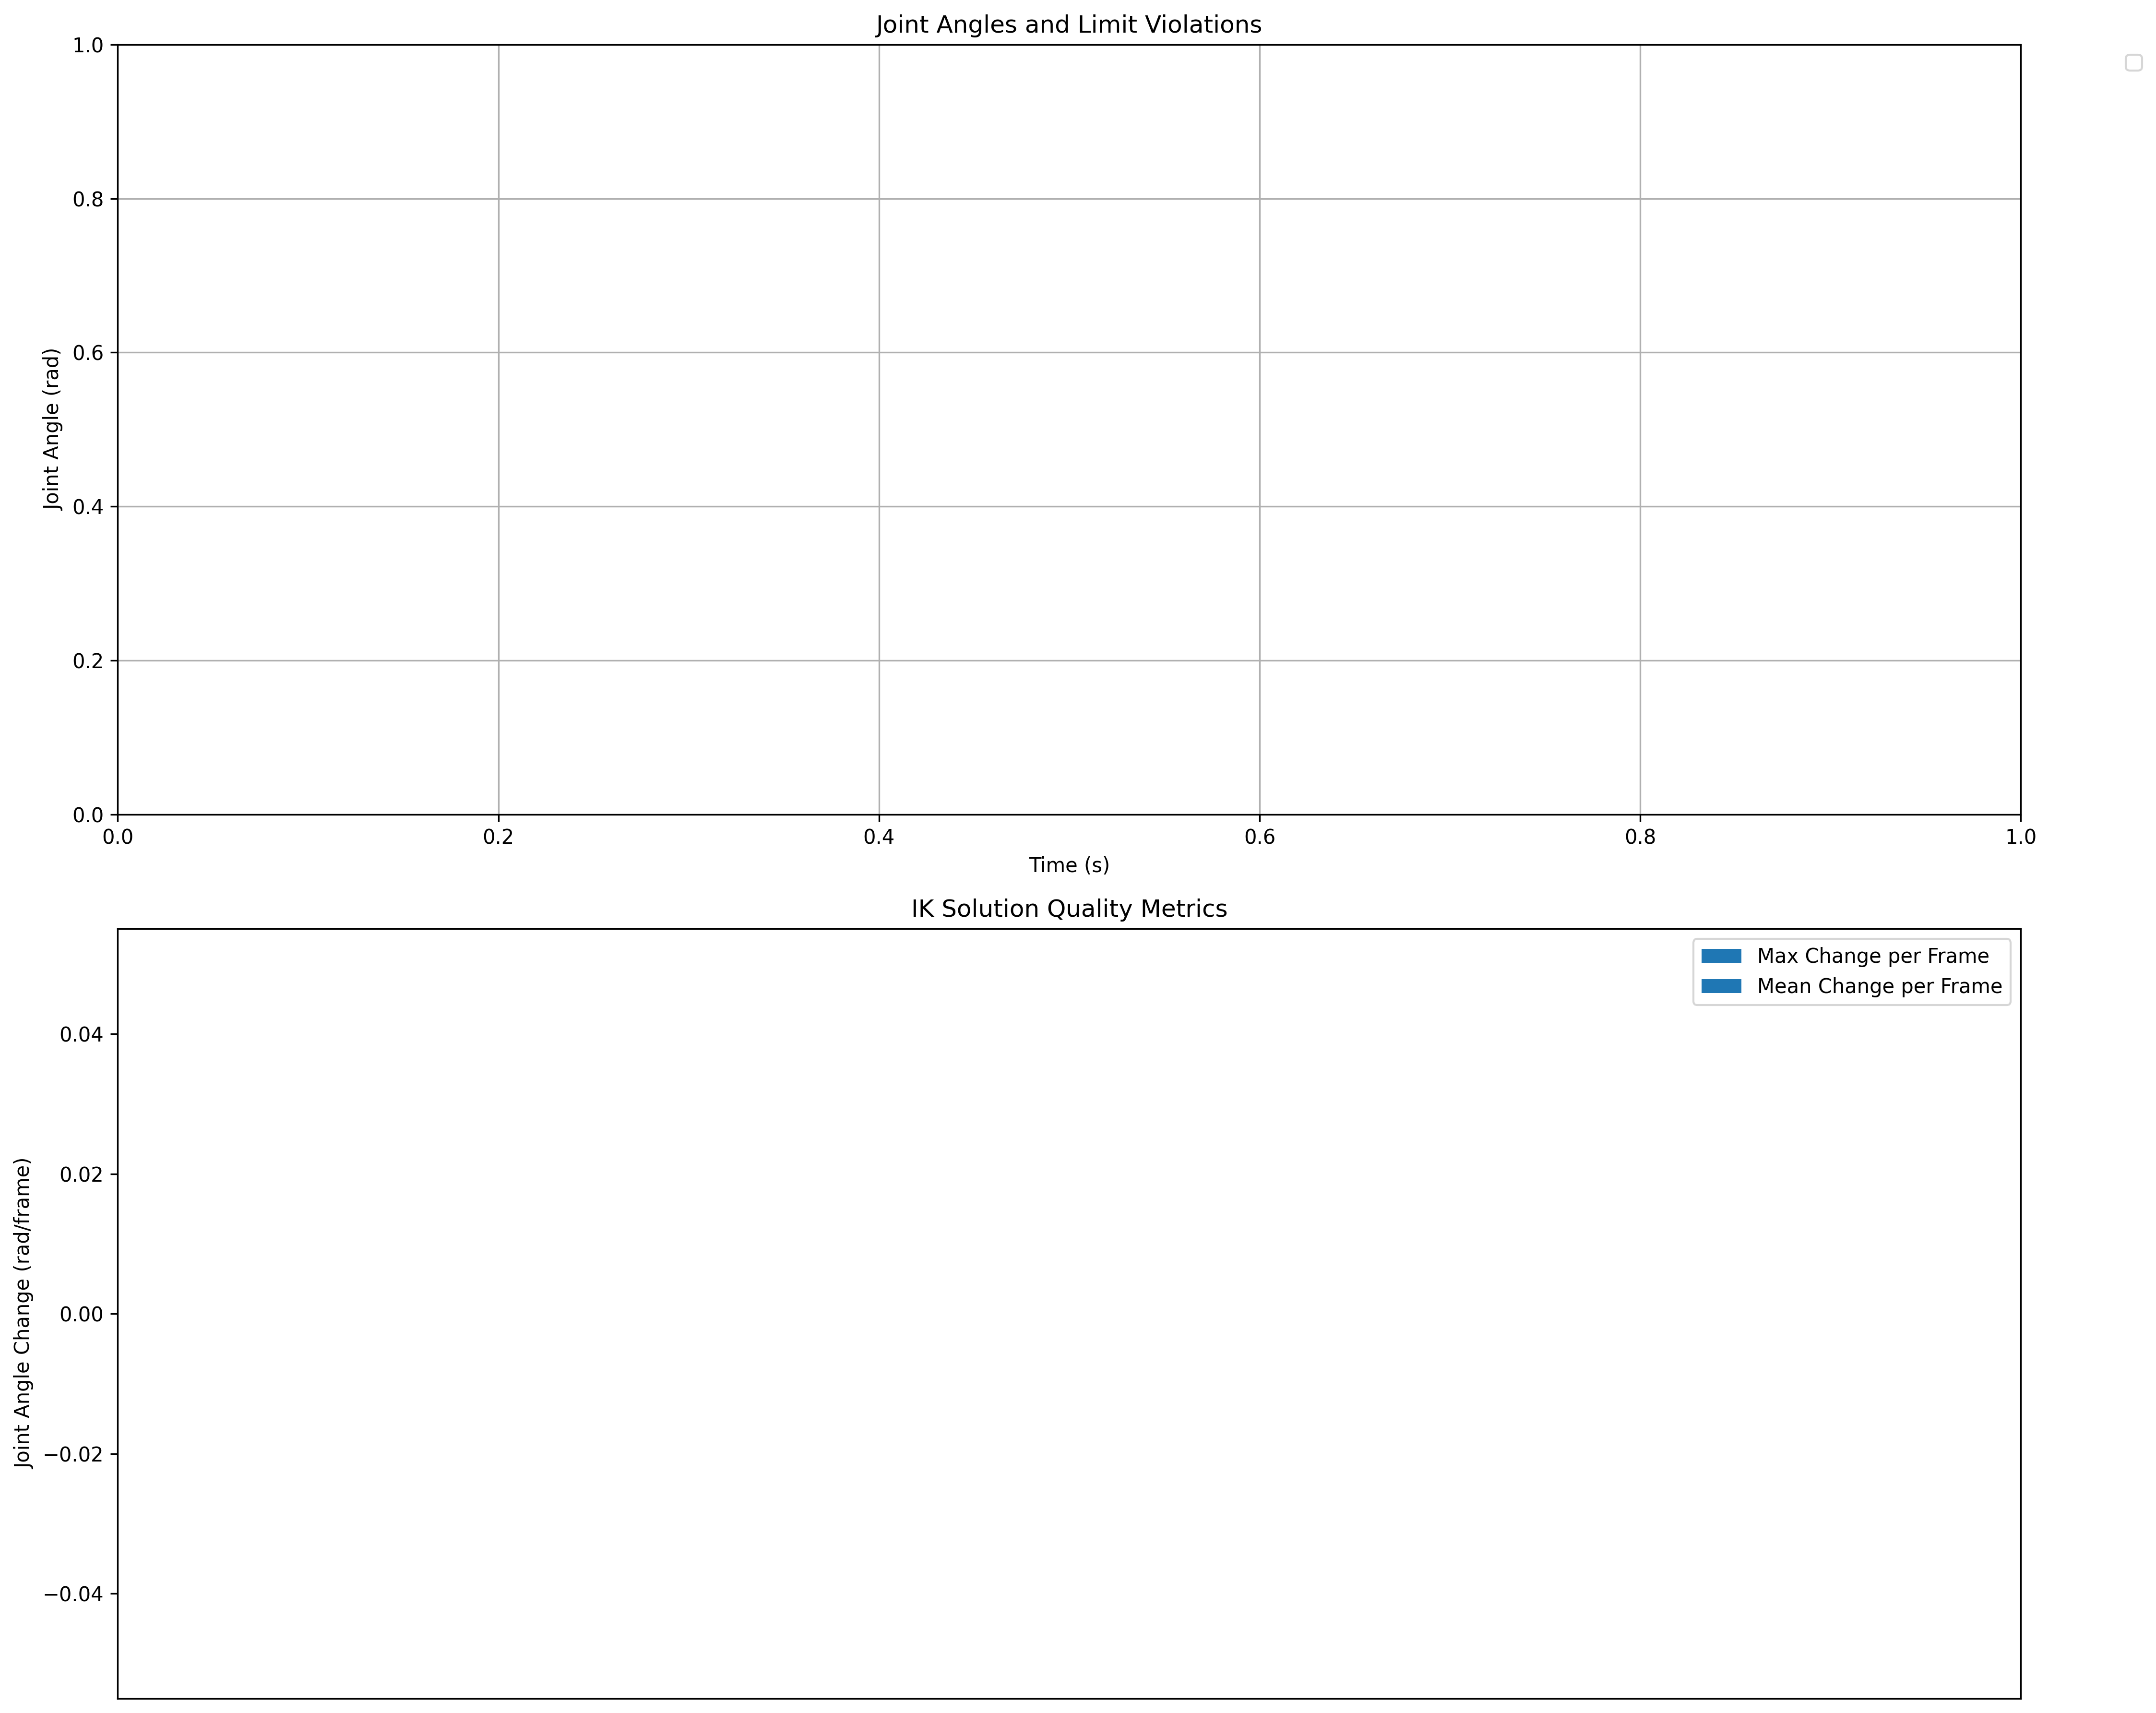 Joint Angles and Limit Violations
1.0
0.8
0.6
0.4
0.2
0.0
Joint Angle (rad)
0.0 0.2 0.4 0.6 0.8 1.0
Time (s)
IK Solution Quality Metrics
Max Change per Frame
Mean Change per Frame
0.04
0.02
0.00
−0.02
−0.04
Joint Angle Change (rad/frame)